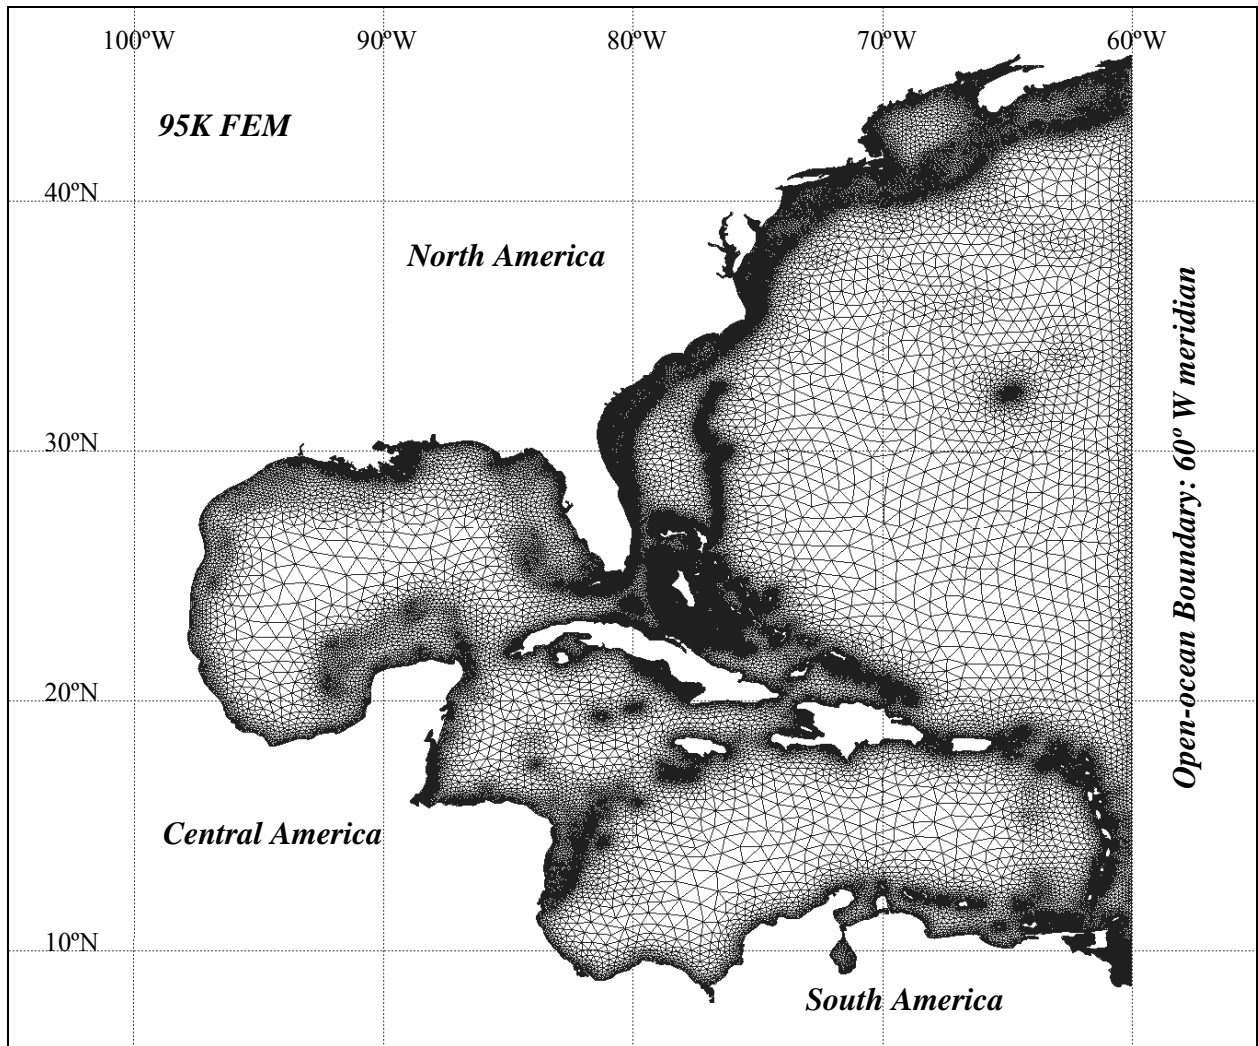 100ºW 90ºW 80ºW 70ºW 60ºW
95K FEM
40ºN
North America
Open-ocean Boundary: 60º W meridian
30ºN
20ºN
Central America
10ºN
South America